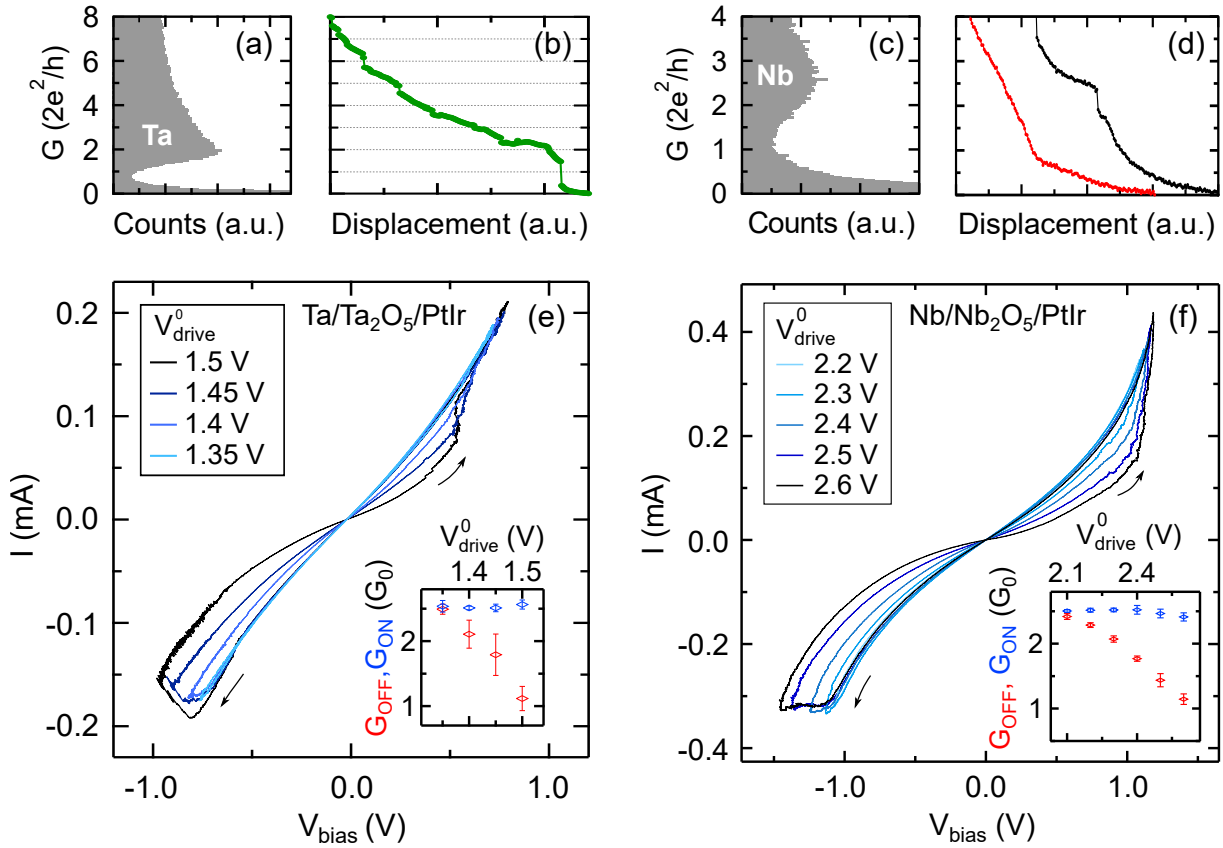 (a)
8
6
4
2
0
G (2e²/h)
Ta
Counts (a.u.)
(b)
Displacement (a.u.)
(c)
4
3
2
1
0
G (2e²/h)
Nb
Counts (a.u.)
(d)
Displacement (a.u.)
(e)
Ta/Ta₂O₅/PtIr
V⁰drive
1.5 V
1.45 V
1.4 V
1.35 V
0.2
0.1
0.0
-0.1
-0.2
I (mA)
-1.0
0.0
1.0
Vbias (V)
V⁰drive (V)
1.4
1.5
2
1
GOFF, GON (G₀)
(f)
Nb/Nb₂O₅/PtIr
V⁰drive
2.2 V
2.3 V
2.4 V
2.5 V
2.6 V
0.4
0.2
0.0
-0.2
-0.4
I (mA)
-1.0
0.0
1.0
Vbias (V)
V⁰drive (V)
2.1
2.4
2
1
GOFF, GON (G₀)